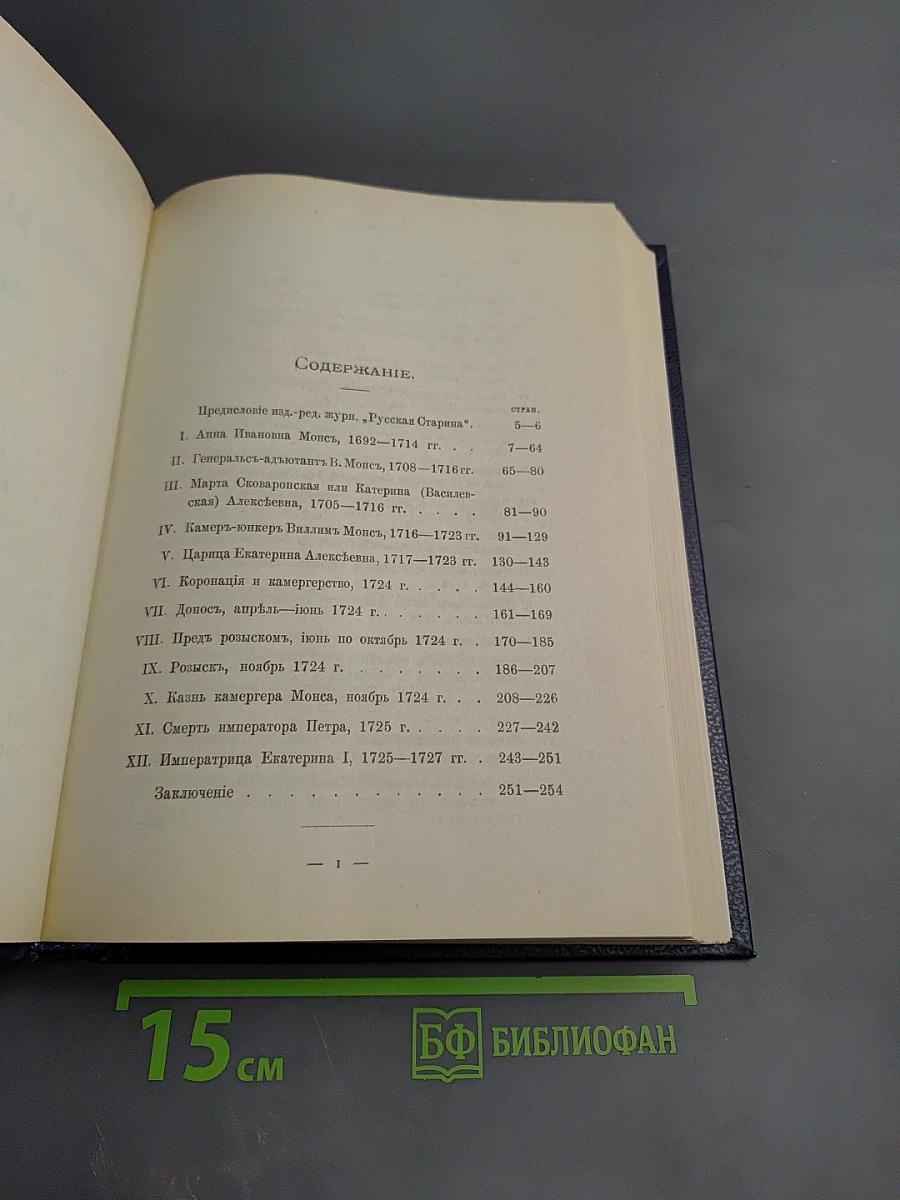 Содержаніе.
стран.
Предисловіе изд.-ред. журн. „Русская Старина“. 5—6
I. Анна Ивановна Монсъ, 1692—1714 гг. . . 7—64
II. Генеральсъ-адъютантъ В. Монсъ, 1708—1716 гг. 65—80
III. Марта Сковаронская или Катерина (Василев-
ская) Алексѣевна, 1705—1716 гг. . . . . 81—90
IV. Камеръ-юнкеръ Виллимъ Монсъ, 1716—1723 гг. 91—129
V. Царица Екатерина Алексѣевна, 1717—1723 гг. 130—143
VI. Коронація и камергерство, 1724 г. . . . . 144—160
VII. Доносъ, апрѣль—іюнь 1724 г. . . . . . 161—169
VIII. Предъ розыскомъ, іюнь по октябрь 1724 г. . 170—185
IX. Розыскъ, ноябрь 1724 г. . . . . . . . 186—207
X. Казнь камергера Монса, ноябрь 1724 г. . . 208—226
XI. Смерть императора Петра, 1725 г. . . . . 227—242
XII. Императрица Екатерина I, 1725—1727 гг. . 243—251
Заключеніе . . . . . . . . . . . . 251—254
— I —
15 см
БФ БИБЛИОФАН